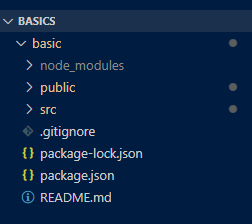 BASICS
basic
node_modules
public
src
.gitignore
{} package-lock.json
{} package.json
README.md